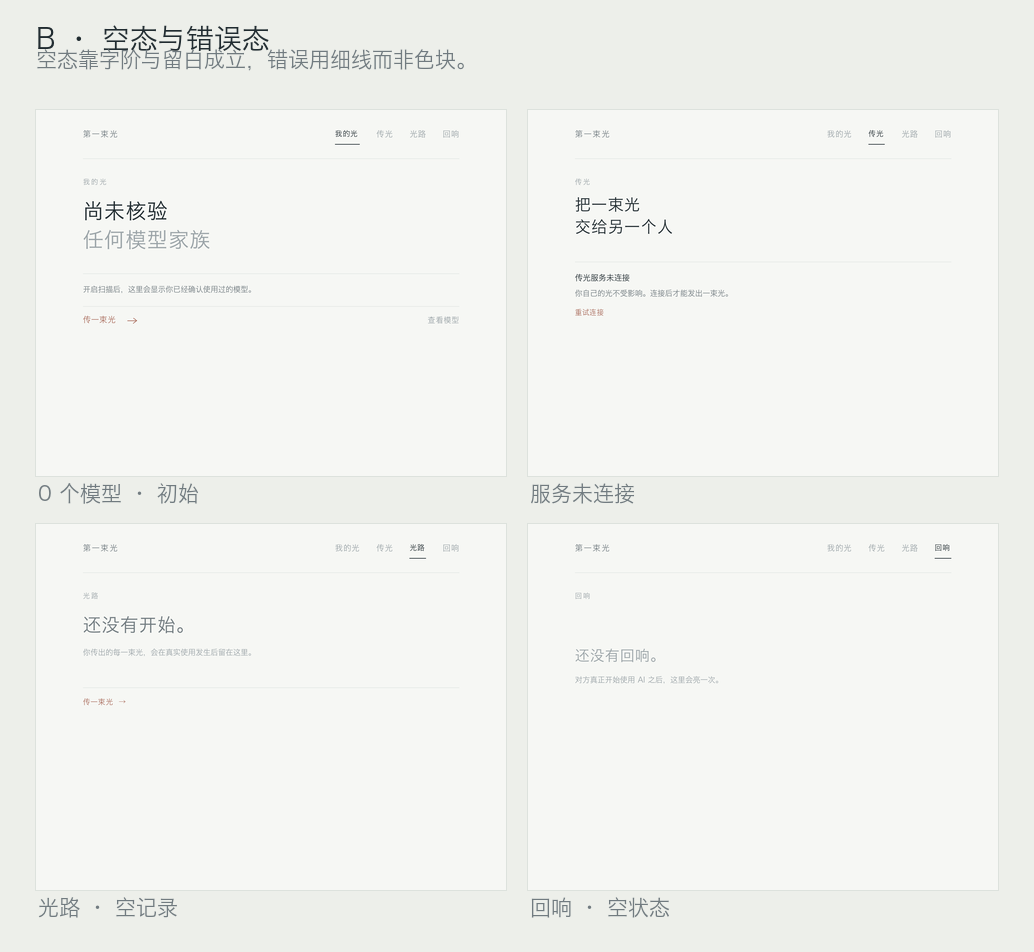 B · 空态与错误态
空态靠字阶与留白成立，错误用细线而非色块。
第一束光 我的光 传光 光路 回响
我的光
尚未核验
任何模型家族
开启扫描后，这里会显示你已经确认使用过的模型。
传一束光 → 查看模型
0 个模型 · 初始
第一束光 我的光 传光 光路 回响
传光
把一束光
交给另一个人
传光服务未连接
你自己的光不受影响。连接后才能发出一束光。
重试连接
服务未连接
第一束光 我的光 传光 光路 回响
光路
还没有开始。
你传出的每一束光，会在真实使用发生后留在这里。
传一束光 →
光路 · 空记录
第一束光 我的光 传光 光路 回响
回响
还没有回响。
对方真正开始使用 AI 之后，这里会亮一次。
回响 · 空状态